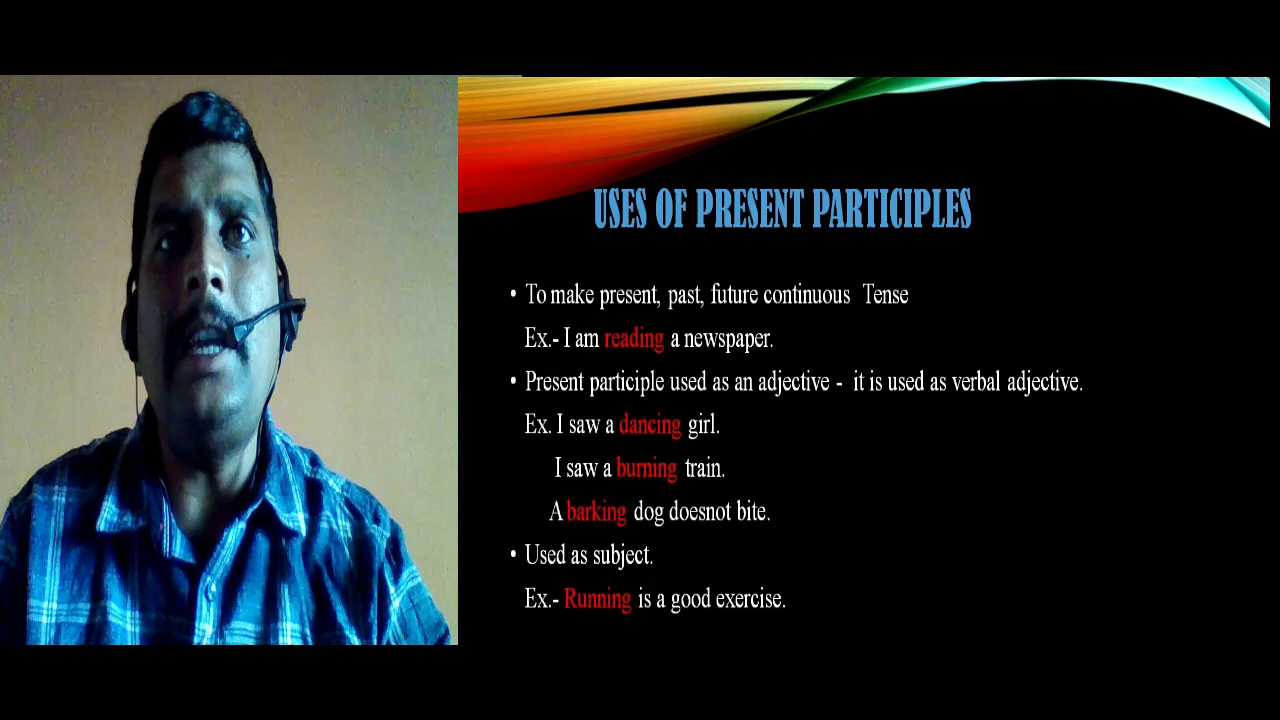 USES OF PRESENT PARTICIPLES
• To make present, past, future continuous Tense
Ex.- I am reading a newspaper.
• Present participle used as an adjective - it is used as verbal adjective.
Ex. I saw a dancing girl.
I saw a burning train.
A barking dog doesnot bite.
• Used as subject.
Ex.- Running is a good exercise.